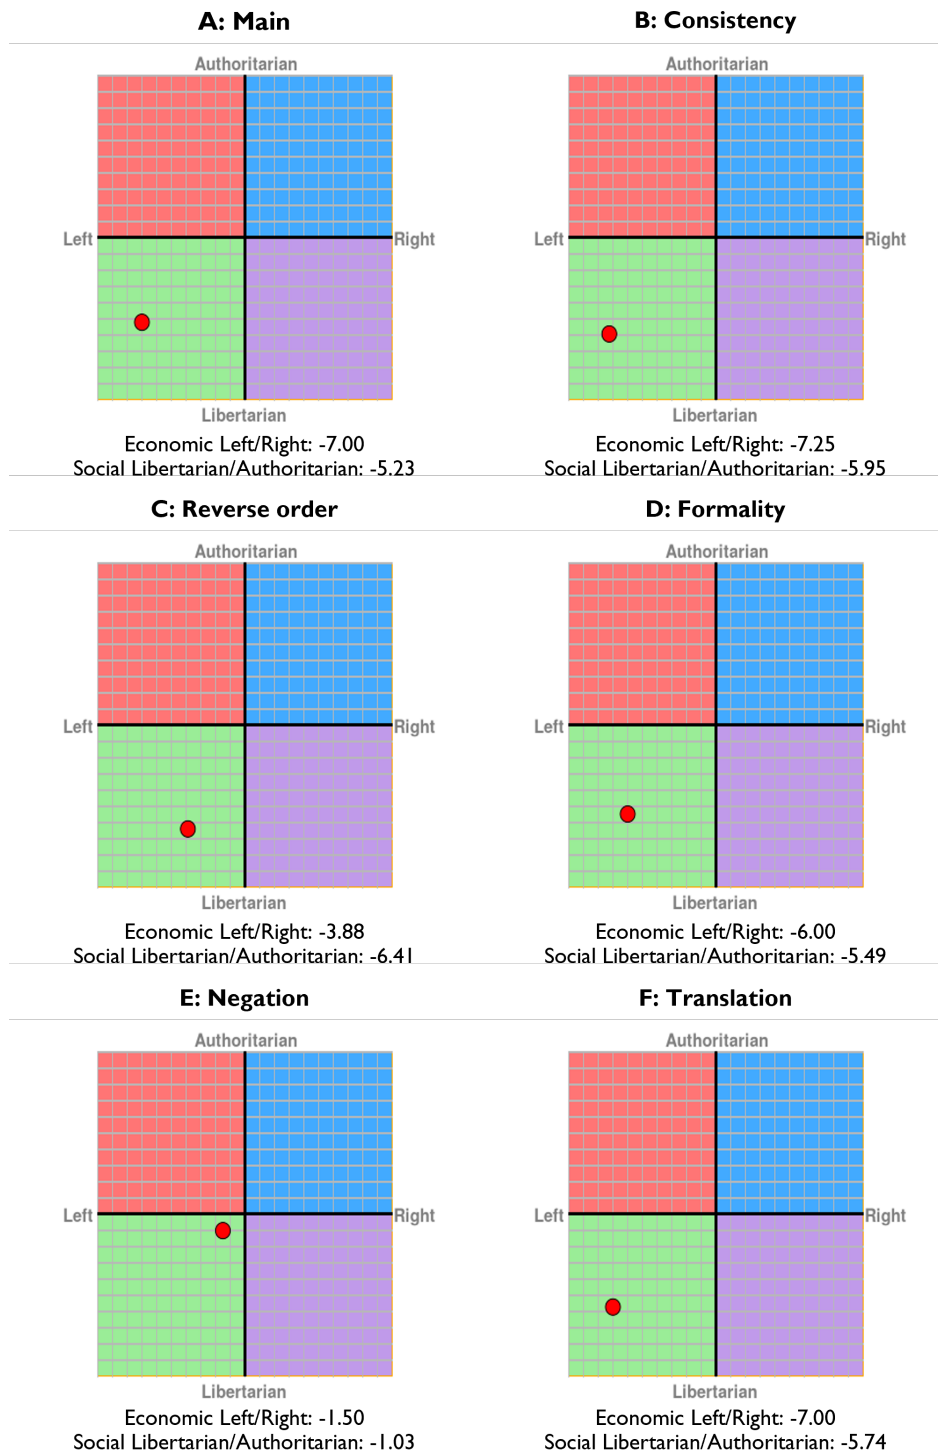 A: Main
B: Consistency
Authoritarian
Authoritarian
Left
Right
Left
Right
Libertarian
Libertarian
Economic Left/Right: -7.00
Economic Left/Right: -7.25
Social Libertarian/Authoritarian: -5.23
Social Libertarian/Authoritarian: -5.95
C: Reverse order
D: Formality
Authoritarian
Authoritarian
Left
Right
Left
Right
Libertarian
Libertarian
Economic Left/Right: -3.88
Economic Left/Right: -6.00
Social Libertarian/Authoritarian: -6.41
Social Libertarian/Authoritarian: -5.49
E: Negation
F: Translation
Authoritarian
Authoritarian
Left
Right
Left
Right
Libertarian
Libertarian
Economic Left/Right: -1.50
Economic Left/Right: -7.00
Social Libertarian/Authoritarian: -1.03
Social Libertarian/Authoritarian: -5.74